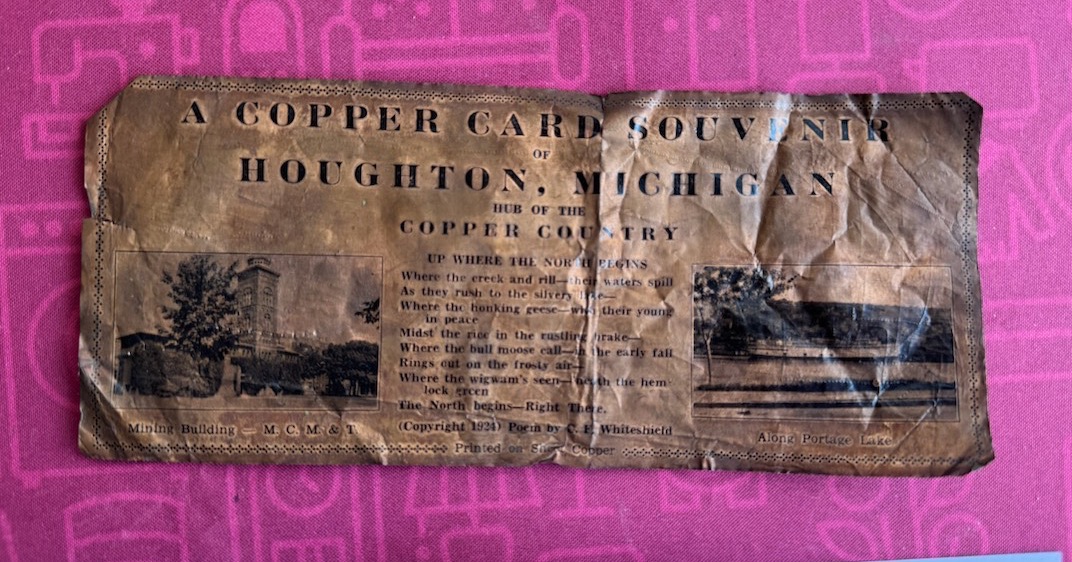 A COPPER CARD SOUVENIR
OF
HOUGHTON, MICHIGAN
HUB OF THE
COPPER COUNTRY
UP WHERE THE NORTH BEGINS
Where the creek and rill—their waters spill
As they rush to the silvery lake—
Where the honking geese—with their young
in peace
Midst the rice in the rustling brake—
Where the bull moose call—in the early fall
Rings out on the frosty air—
Where the wigwam's seen—'neath the hem-
lock green
The North begins—Right There.
(Copyright 1924) Poem by C. F. Whiteshield
Mining Building — M. C. M. & T.
Along Portage Lake
Printed on Sheet Copper